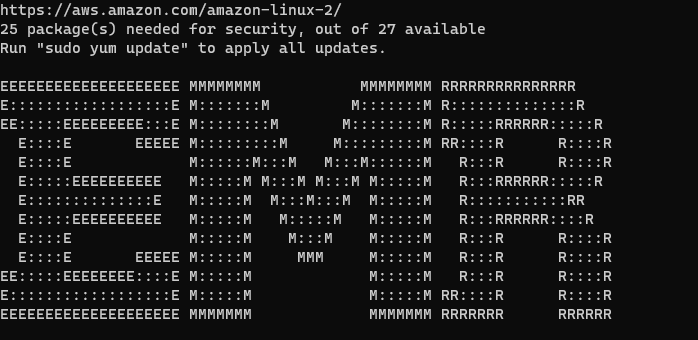 https://aws.amazon.com/amazon-linux-2/
25 package(s) needed for security, out of 27 available
Run "sudo yum update" to apply all updates.

EEEEEEEEEEEEEEEEEEEE MMMMMMMM           MMMMMMMM RRRRRRRRRRRRRRR
E::::::::::::::::::E M:::::::M         M:::::::M R::::::::::::::R
EE:::::EEEEEEEEE:::E M::::::::M       M::::::::M R:::::RRRRRR:::::R
  E::::E       EEEEE M:::::::::M     M:::::::::M RR::::R      R::::R
  E::::E             M::::::M:::M   M:::M::::::M   R:::R      R::::R
  E:::::EEEEEEEEEE   M:::::M M:::M M:::M M:::::M   R:::RRRRRR:::::R
  E::::::::::::::E   M:::::M  M:::M:::M  M:::::M   R:::::::::::RR
  E:::::EEEEEEEEEE   M:::::M   M:::::M   M:::::M   R:::RRRRRR::::R
  E::::E             M:::::M    M:::M    M:::::M   R:::R      R::::R
  E::::E       EEEEE M:::::M     MMM     M:::::M   R:::R      R::::R
EE:::::EEEEEEEE::::E M:::::M             M:::::M   R:::R      R::::R
E::::::::::::::::::E M:::::M             M:::::M RR::::R      R::::R
EEEEEEEEEEEEEEEEEEEE MMMMMMM             MMMMMMM RRRRRRR      RRRRRR